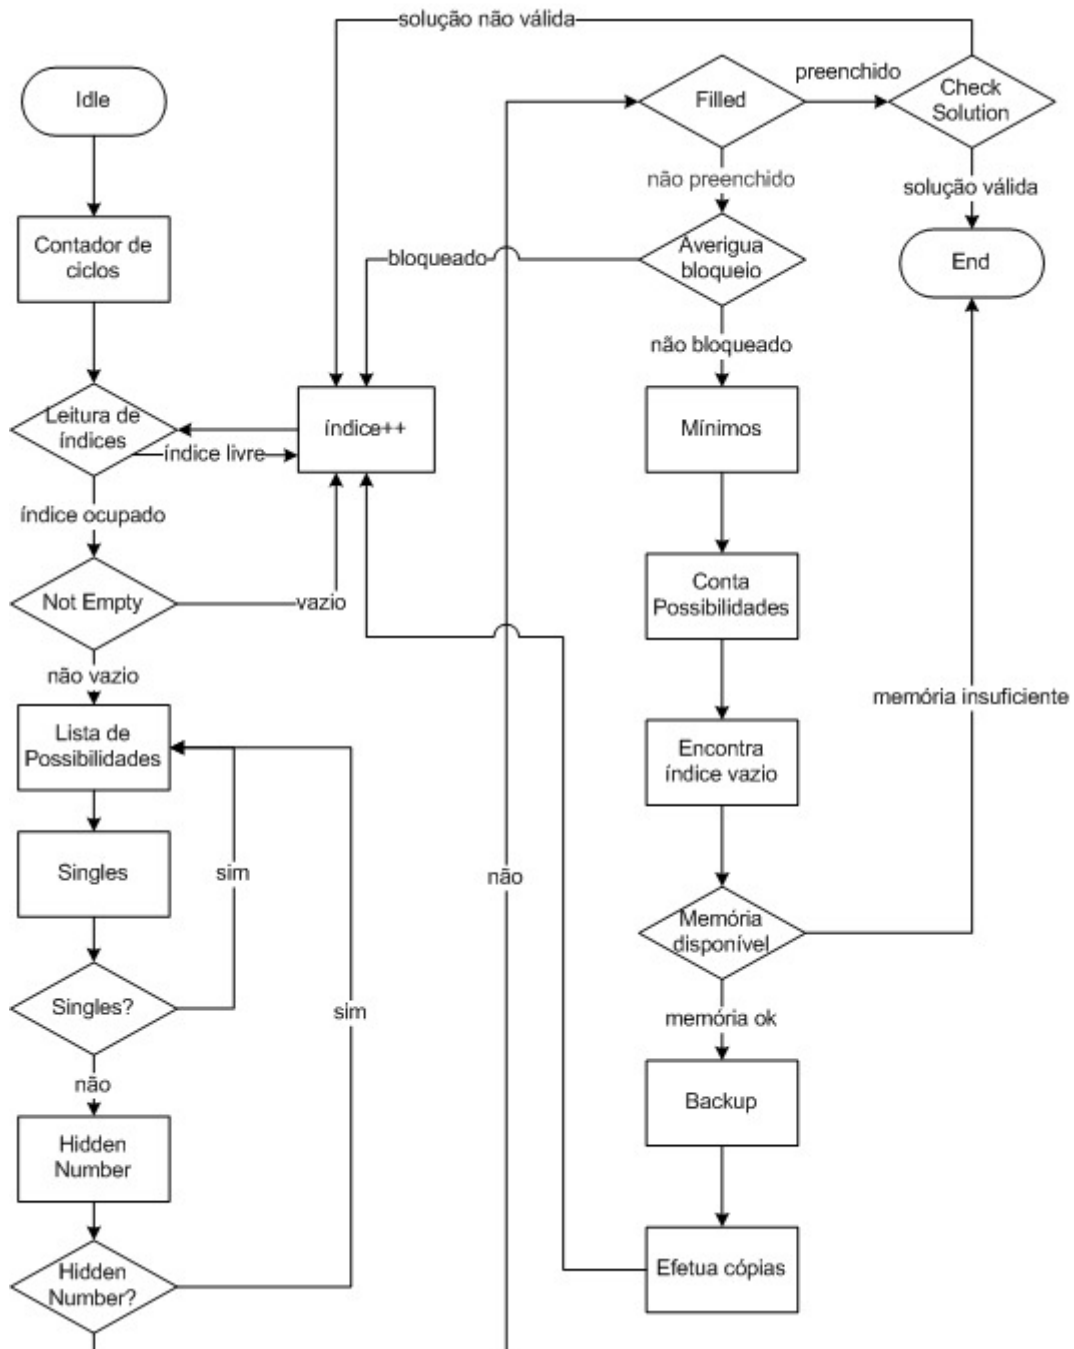 solução não válida
Idle
Filled
preenchido
Check
Solution
não preenchido
solução válida
Contador de
ciclos
bloqueado
Averigua
bloqueio
End
não bloqueado
Leitura de
índices
índice++
Mínimos
índice livre
índice ocupado
Not Empty
vazio
Conta
Possibilidades
não vazio
memória insuficiente
Lista de
Possibilidades
Encontra
índice vazio
Singles
sim
não
Memória
disponível
Singles?
sim
memória ok
não
Backup
Hidden
Number
Hidden
Number?
Efetua cópias